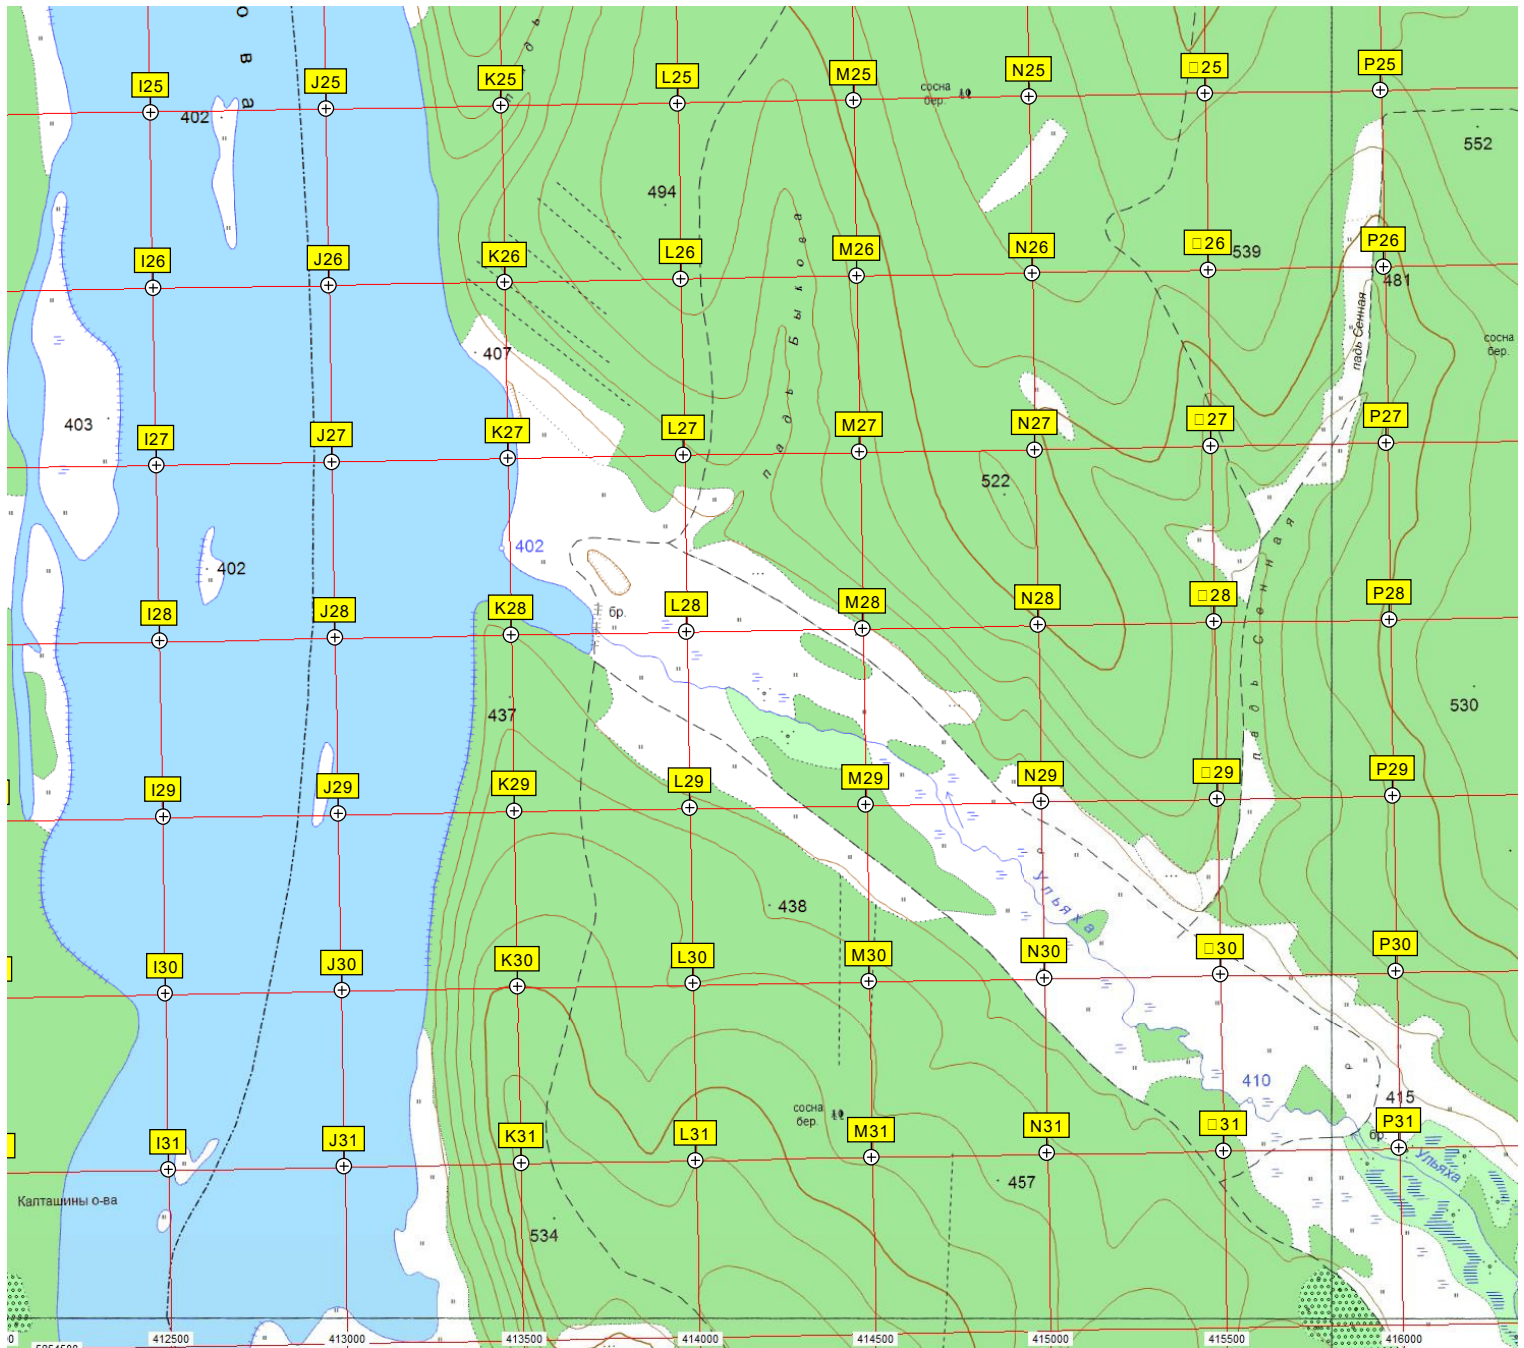 о в а
п дь
I25 J25 K25 L25 M25 N25 □25 P25
402
сосна
бер.
552
494
падь Быкова
I26 J26 K26 L26 M26 N26 □26 P26
539
481
падь Сенная
сосна
бер.
407
403
I27 J27 K27 L27 M27 N27 □27 P27
522
402
402
падь Сенная
бр.
I28 J28 K28 L28 M28 N28 □28 P28
437
530
I29 J29 K29 L29 M29 N29 □29 P29
р. Ульяха
438
I30 J30 K30 L30 M30 N30 □30 P30
р.
410
415
сосна
бер.
бр.
I31 J31 K31 L31 M31 N31 □31 P31
Ульяха
457
Калташины о-ва
534
0 412500 413000 413500 414000 414500 415000 415500 416000